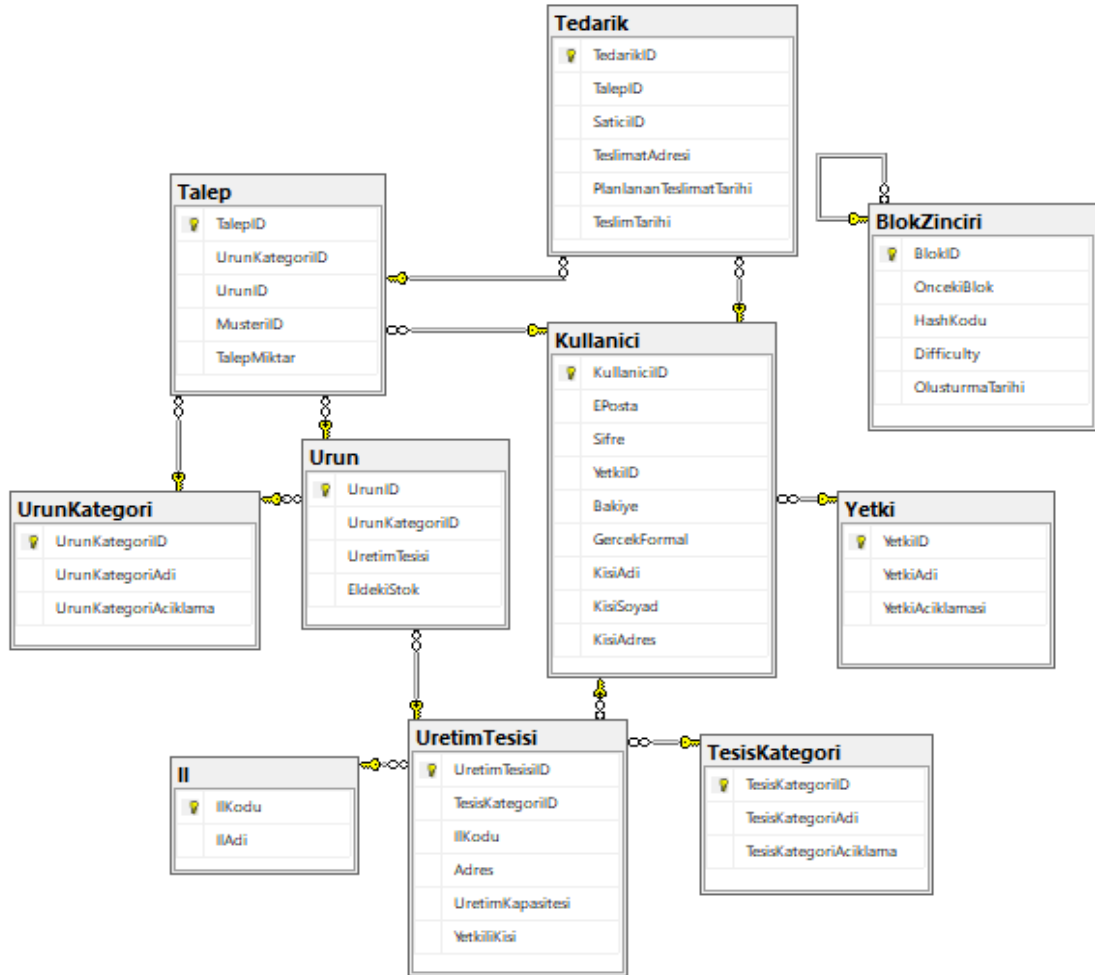 Tedarik
TedarikID
TalepID
SaticiID
TeslimatAdresi
PlanlananTeslimatTarihi
TeslimTarihi
Talep
TalepID
UrunKategoriID
UrunID
MusteriID
TalepMiktar
BlokZinciri
BlokID
OncekiBlok
HashKodu
Difficulty
OlusturmaTarihi
Kullanici
KullaniciID
EPosta
Sifre
YetkiID
Bakiye
GercekFormal
KisiAdi
KisiSoyad
KisiAdres
Urun
UrunID
UrunKategoriID
UretimTesisi
EldekiStok
UrunKategori
UrunKategoriID
UrunKategoriAdi
UrunKategoriAciklama
Yetki
YetkiID
YetkiAdi
YetkiAciklamasi
UretimTesisi
UretimTesisiID
TesisKategoriID
IlKodu
Adres
UretimKapasitesi
YetkiliKisi
Il
IlKodu
IlAdi
TesisKategori
TesisKategoriID
TesisKategoriAdi
TesisKategoriAciklama